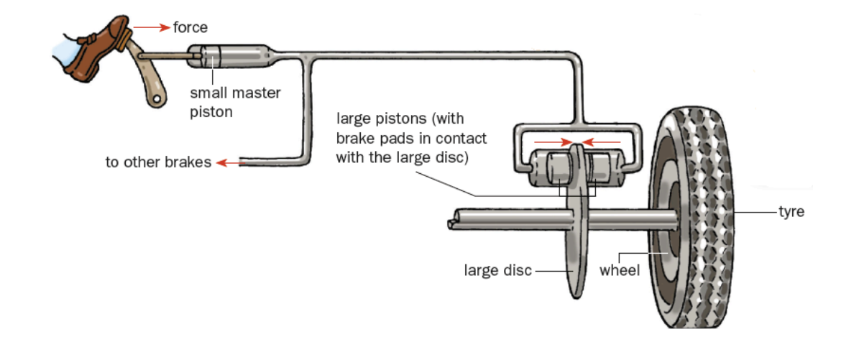 force
small master
piston
large pistons (with
brake pads in contact
with the large disc)
to other brakes
tyre
large disc
wheel